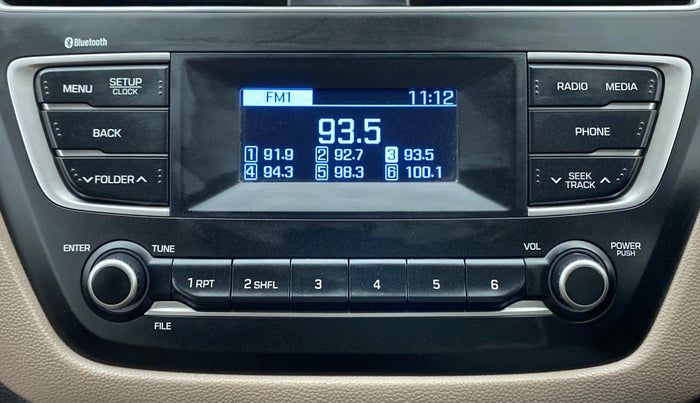 Bluetooth
MENU SETUP CLOCK
FM1 11:12
RADIO MEDIA
BACK
93.5
PHONE
1 91.9 2 92.7 3 93.5
4 94.3 5 98.3 6 100.1
FOLDER
SEEK TRACK
ENTER TUNE
VOL POWER PUSH
1 RPT 2 SHFL 3 4 5 6
FILE